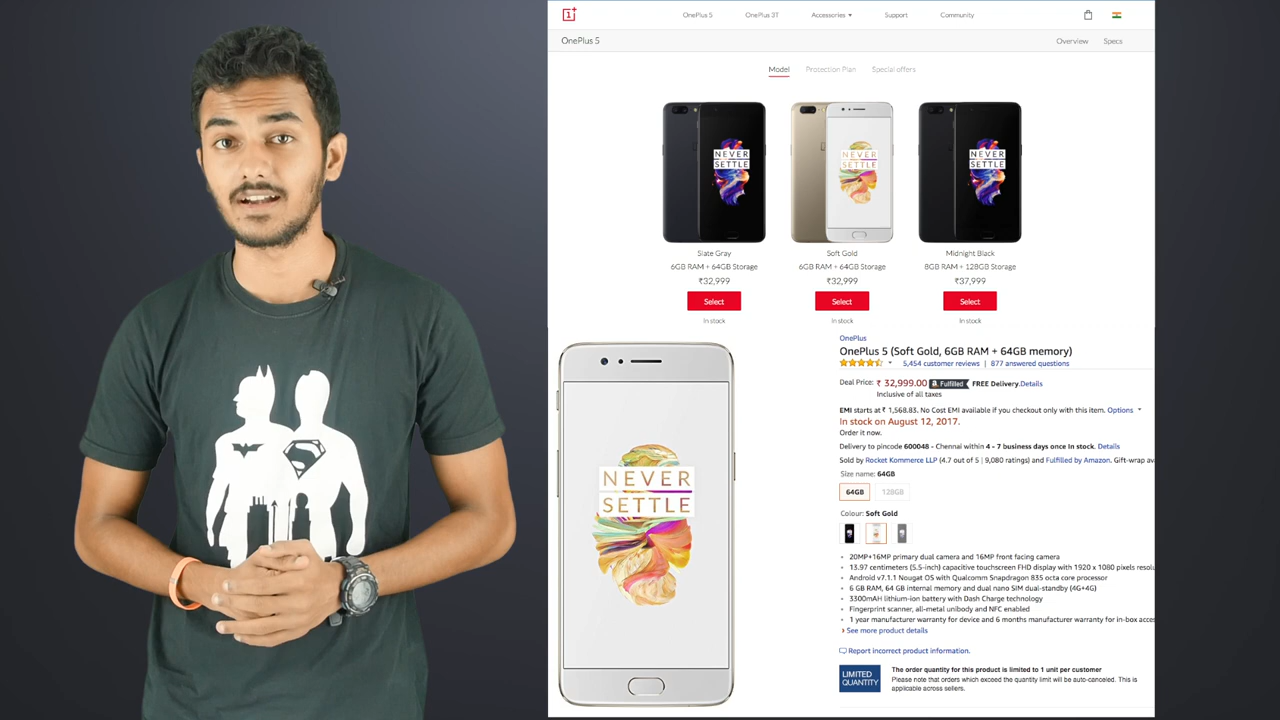 1+
OnePlus 5 OnePlus 3T Accessories Support Community
OnePlus 5 Overview Specs
Model Protection Plan Special offers
NEVER SETTLE NEVER SETTLE NEVER SETTLE
Slate Gray Soft Gold Midnight Black
6GB RAM + 64GB Storage 6GB RAM + 64GB Storage 8GB RAM + 128GB Storage
₹32,999 ₹32,999 ₹37,999
Select Select Select
In stock In stock In stock
NEVER
SETTLE
OnePlus
OnePlus 5 (Soft Gold, 6GB RAM + 64GB memory)
5,454 customer reviews | 877 answered questions
Deal Price: ₹ 32,999.00 Fulfilled FREE Delivery.Details
Inclusive of all taxes
EMI starts at ₹ 1,568.83. No Cost EMI available if you checkout only with this item. Options
In stock on August 12, 2017.
Order it now.
Delivery to pincode 600048 - Chennai within 4 - 7 business days once In stock. Details
Sold by Rocket Kommerce LLP (4.7 out of 5 | 9,080 ratings) and Fulfilled by Amazon. Gift-wrap av
Size name: 64GB
64GB 128GB
Colour: Soft Gold
20MP+16MP primary dual camera and 16MP front facing camera
13.97 centimeters (5.5-inch) capacitive touchscreen FHD display with 1920 x 1080 pixels resolu
Android v7.1.1 Nougat OS with Qualcomm Snapdragon 835 octa core processor
6 GB RAM, 64 GB internal memory and dual nano SIM dual-standby (4G+4G)
3300mAH lithium-ion battery with Dash Charge technology
Fingerprint scanner, all-metal unibody and NFC enabled
1 year manufacturer warranty for device and 6 months manufacturer warranty for in-box acces
› See more product details
Report incorrect product information.
LIMITED
QUANTITY
The order quantity for this product is limited to 1 unit per customer
Please note that orders which exceed the quantity limit will be auto-canceled. This is
applicable across sellers.